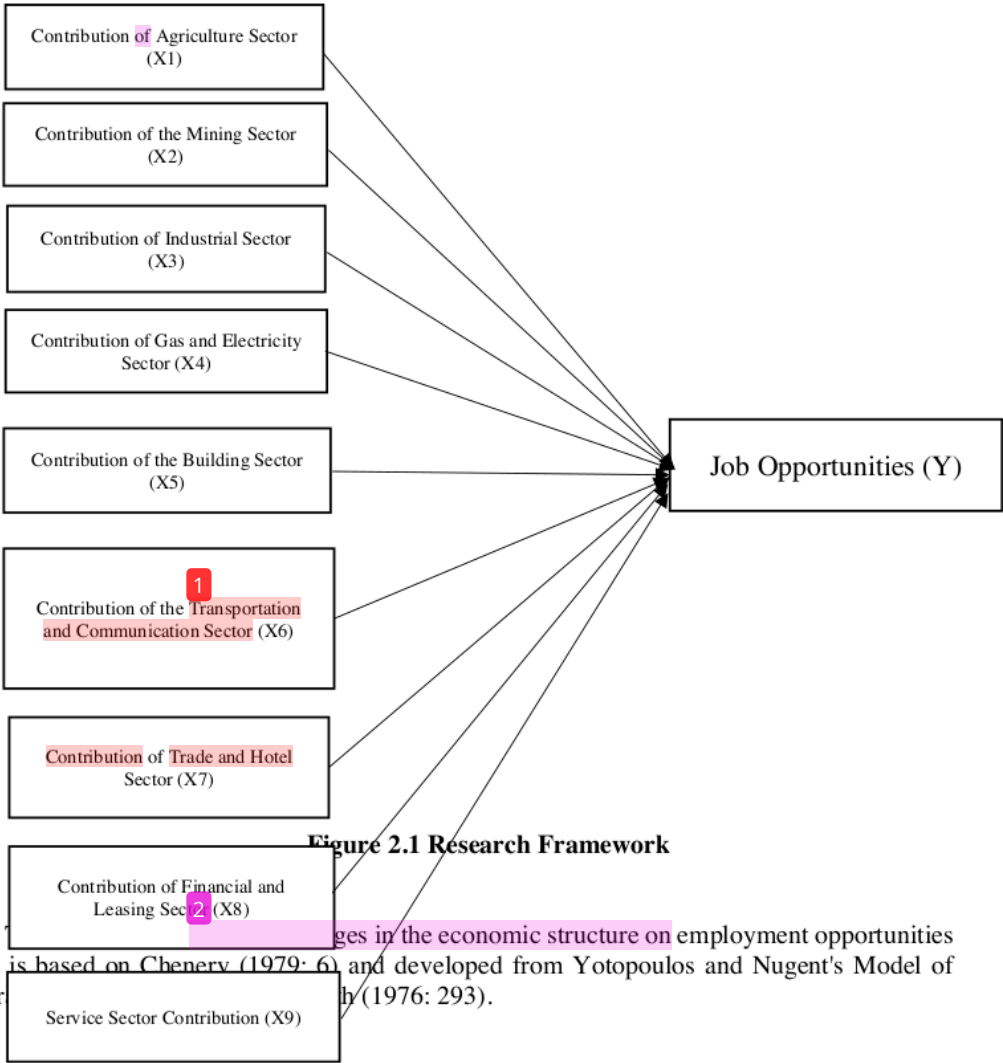 Contribution of Agriculture Sector
(X1)
Contribution of the Mining Sector
(X2)
Contribution of Industrial Sector
(X3)
Contribution of Gas and Electricity
Sector (X4)
Contribution of the Building Sector
(X5)
Job Opportunities (Y)
1
Contribution of the Transportation
and Communication Sector (X6)
Contribution of Trade and Hotel
Sector (X7)
Figure 2.1 Research Framework
Contribution of Financial and
2
Leasing Sector (X8)
ges in the economic structure on employment opportunities
is based on Chenery (1979: 6) and developed from Yotopoulos and Nugent's Model of
h (1976: 293).
Service Sector Contribution (X9)